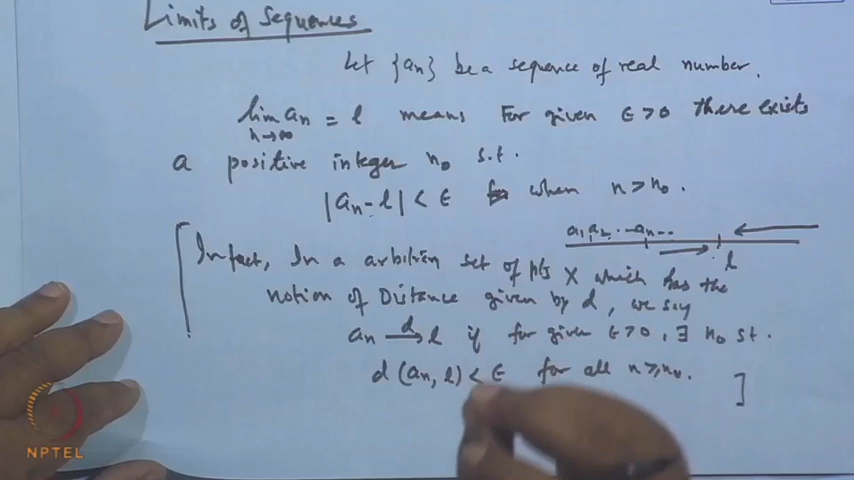 Limits of Sequences
Let {an} be a sequence of real number.
lim an = l means For given ε > 0 there exists
n→∞
a positive integer n0 s.t.
|an - l| < ε when n > n0.
a1 a2 ... an ...
l
[Infact, In a arbitrary set of pts X which has the
notion of Distance given by d, we say
an →d l if for given ε > 0, ∃ n0 st.
d(an, l) < ε for all n ≥ n0. ]
NPTEL